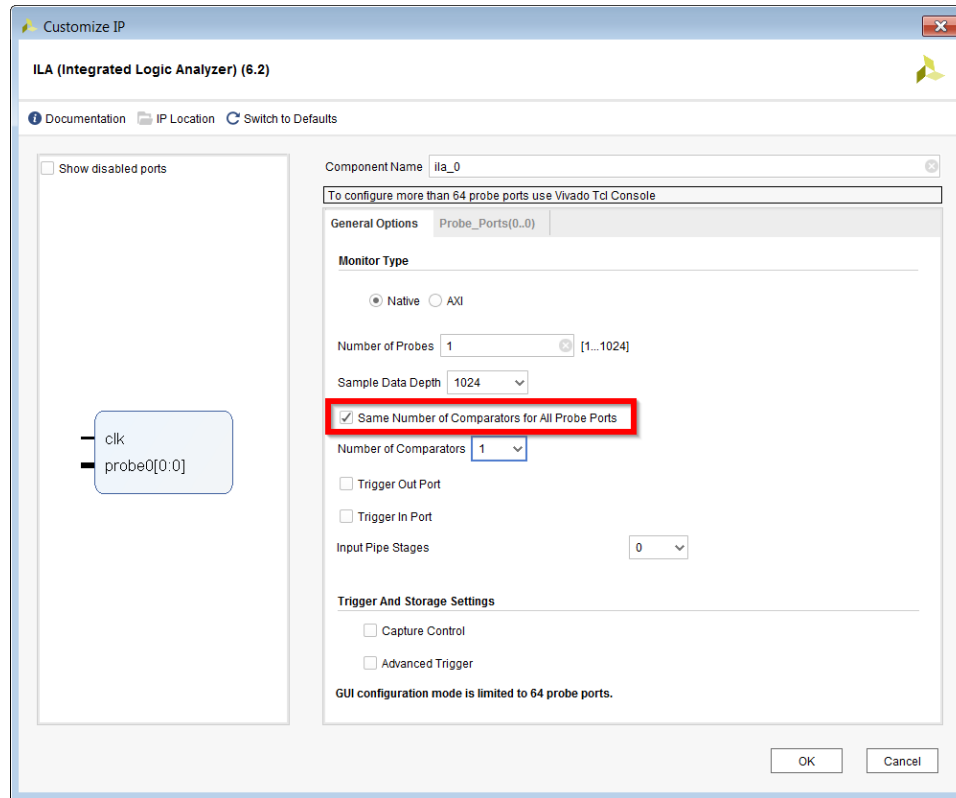 Customize IP
ILA (Integrated Logic Analyzer) (6.2)
Documentation IP Location Switch to Defaults
Show disabled ports
clk
probe0[0:0]
Component Name ila_0
To configure more than 64 probe ports use Vivado Tcl Console
General Options Probe_Ports(0..0)
Monitor Type
Native AXI
Number of Probes 1 [1...1024]
Sample Data Depth 1024
Same Number of Comparators for All Probe Ports
Number of Comparators 1
Trigger Out Port
Trigger In Port
Input Pipe Stages 0
Trigger And Storage Settings
Capture Control
Advanced Trigger
GUI configuration mode is limited to 64 probe ports.
OK Cancel